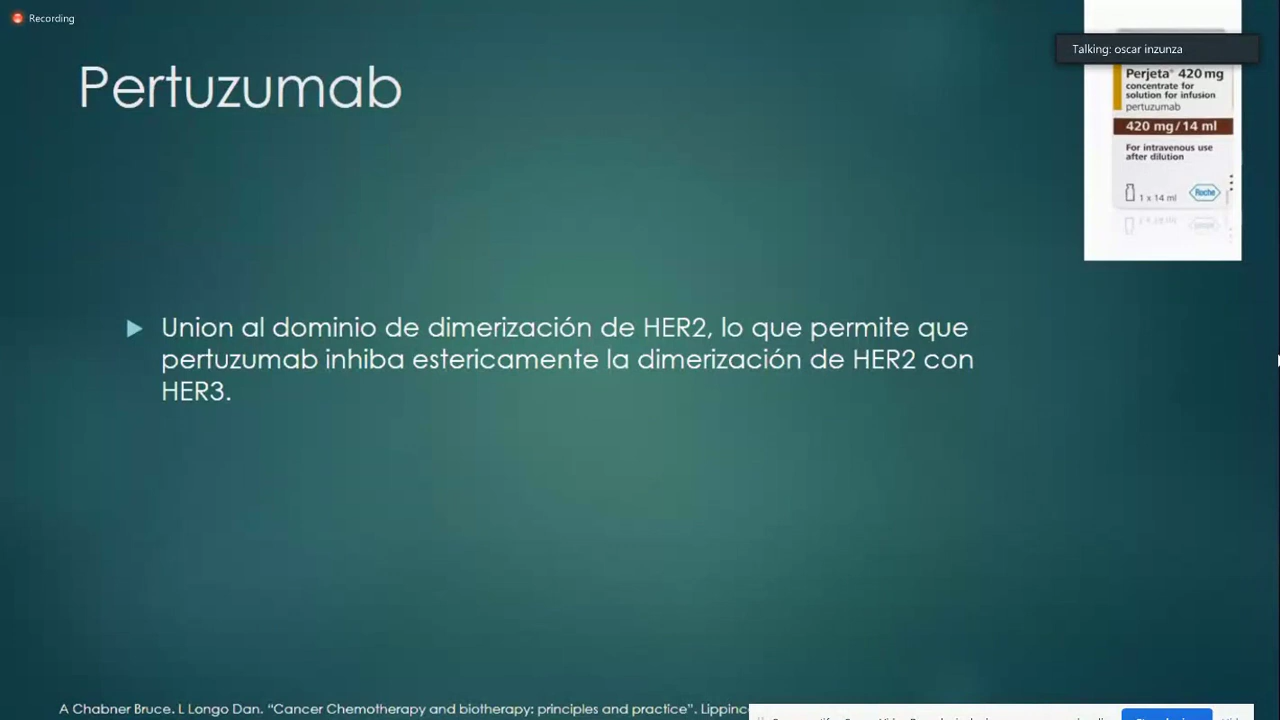 Recording
Talking: oscar inzunza
Pertuzumab
Perjeta® 420 mg
concentrate for
solution for infusion
pertuzumab
420 mg/14 ml
For intravenous use
after dilution
1 x 14 ml
Roche
Union al dominio de dimerización de HER2, lo que permite que
pertuzumab inhiba estericamente la dimerización de HER2 con
HER3.
A Chabner Bruce. L Longo Dan. “Cancer Chemotherapy and biotherapy: principles and practice”. Lippinc